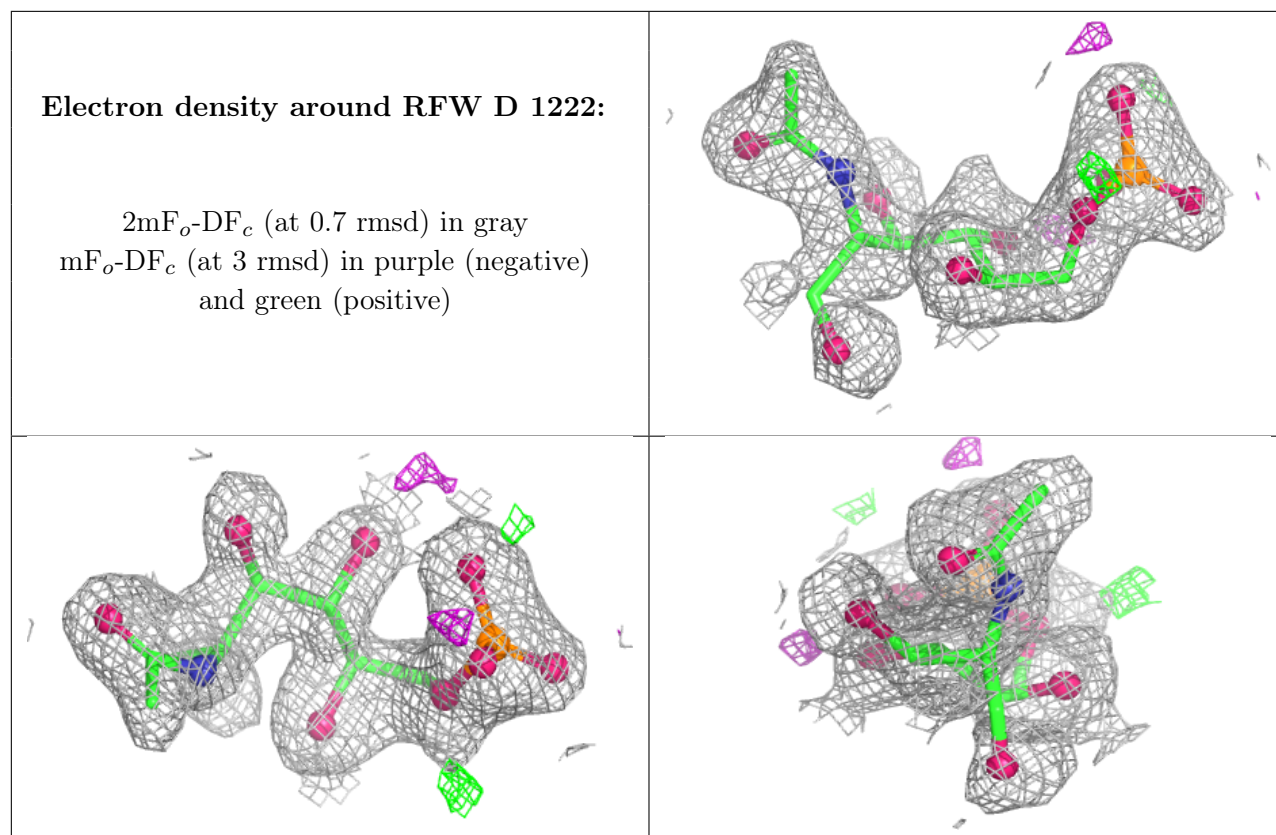 Electron density around RFW D 1222:
2mFₒ-DF𝒸 (at 0.7 rmsd) in gray
mFₒ-DF𝒸 (at 3 rmsd) in purple (negative)
and green (positive)